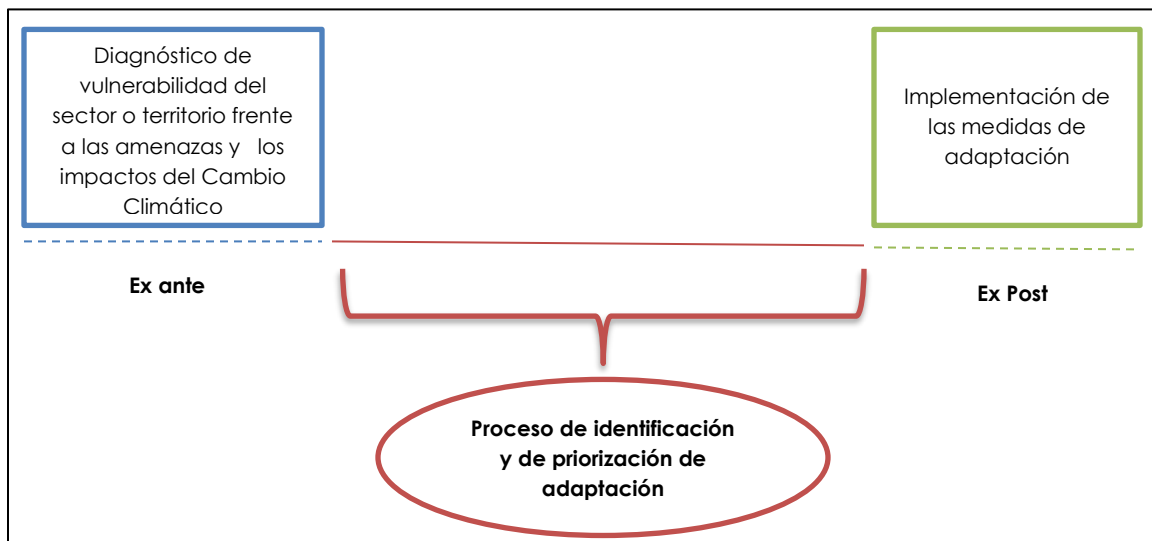 Diagnóstico de
vulnerabilidad del
sector o territorio frente
a las amenazas y los
impactos del Cambio
Climático
Implementación de
las medidas de
adaptación
Ex ante
Ex Post
Proceso de identificación
y de priorización de
adaptación